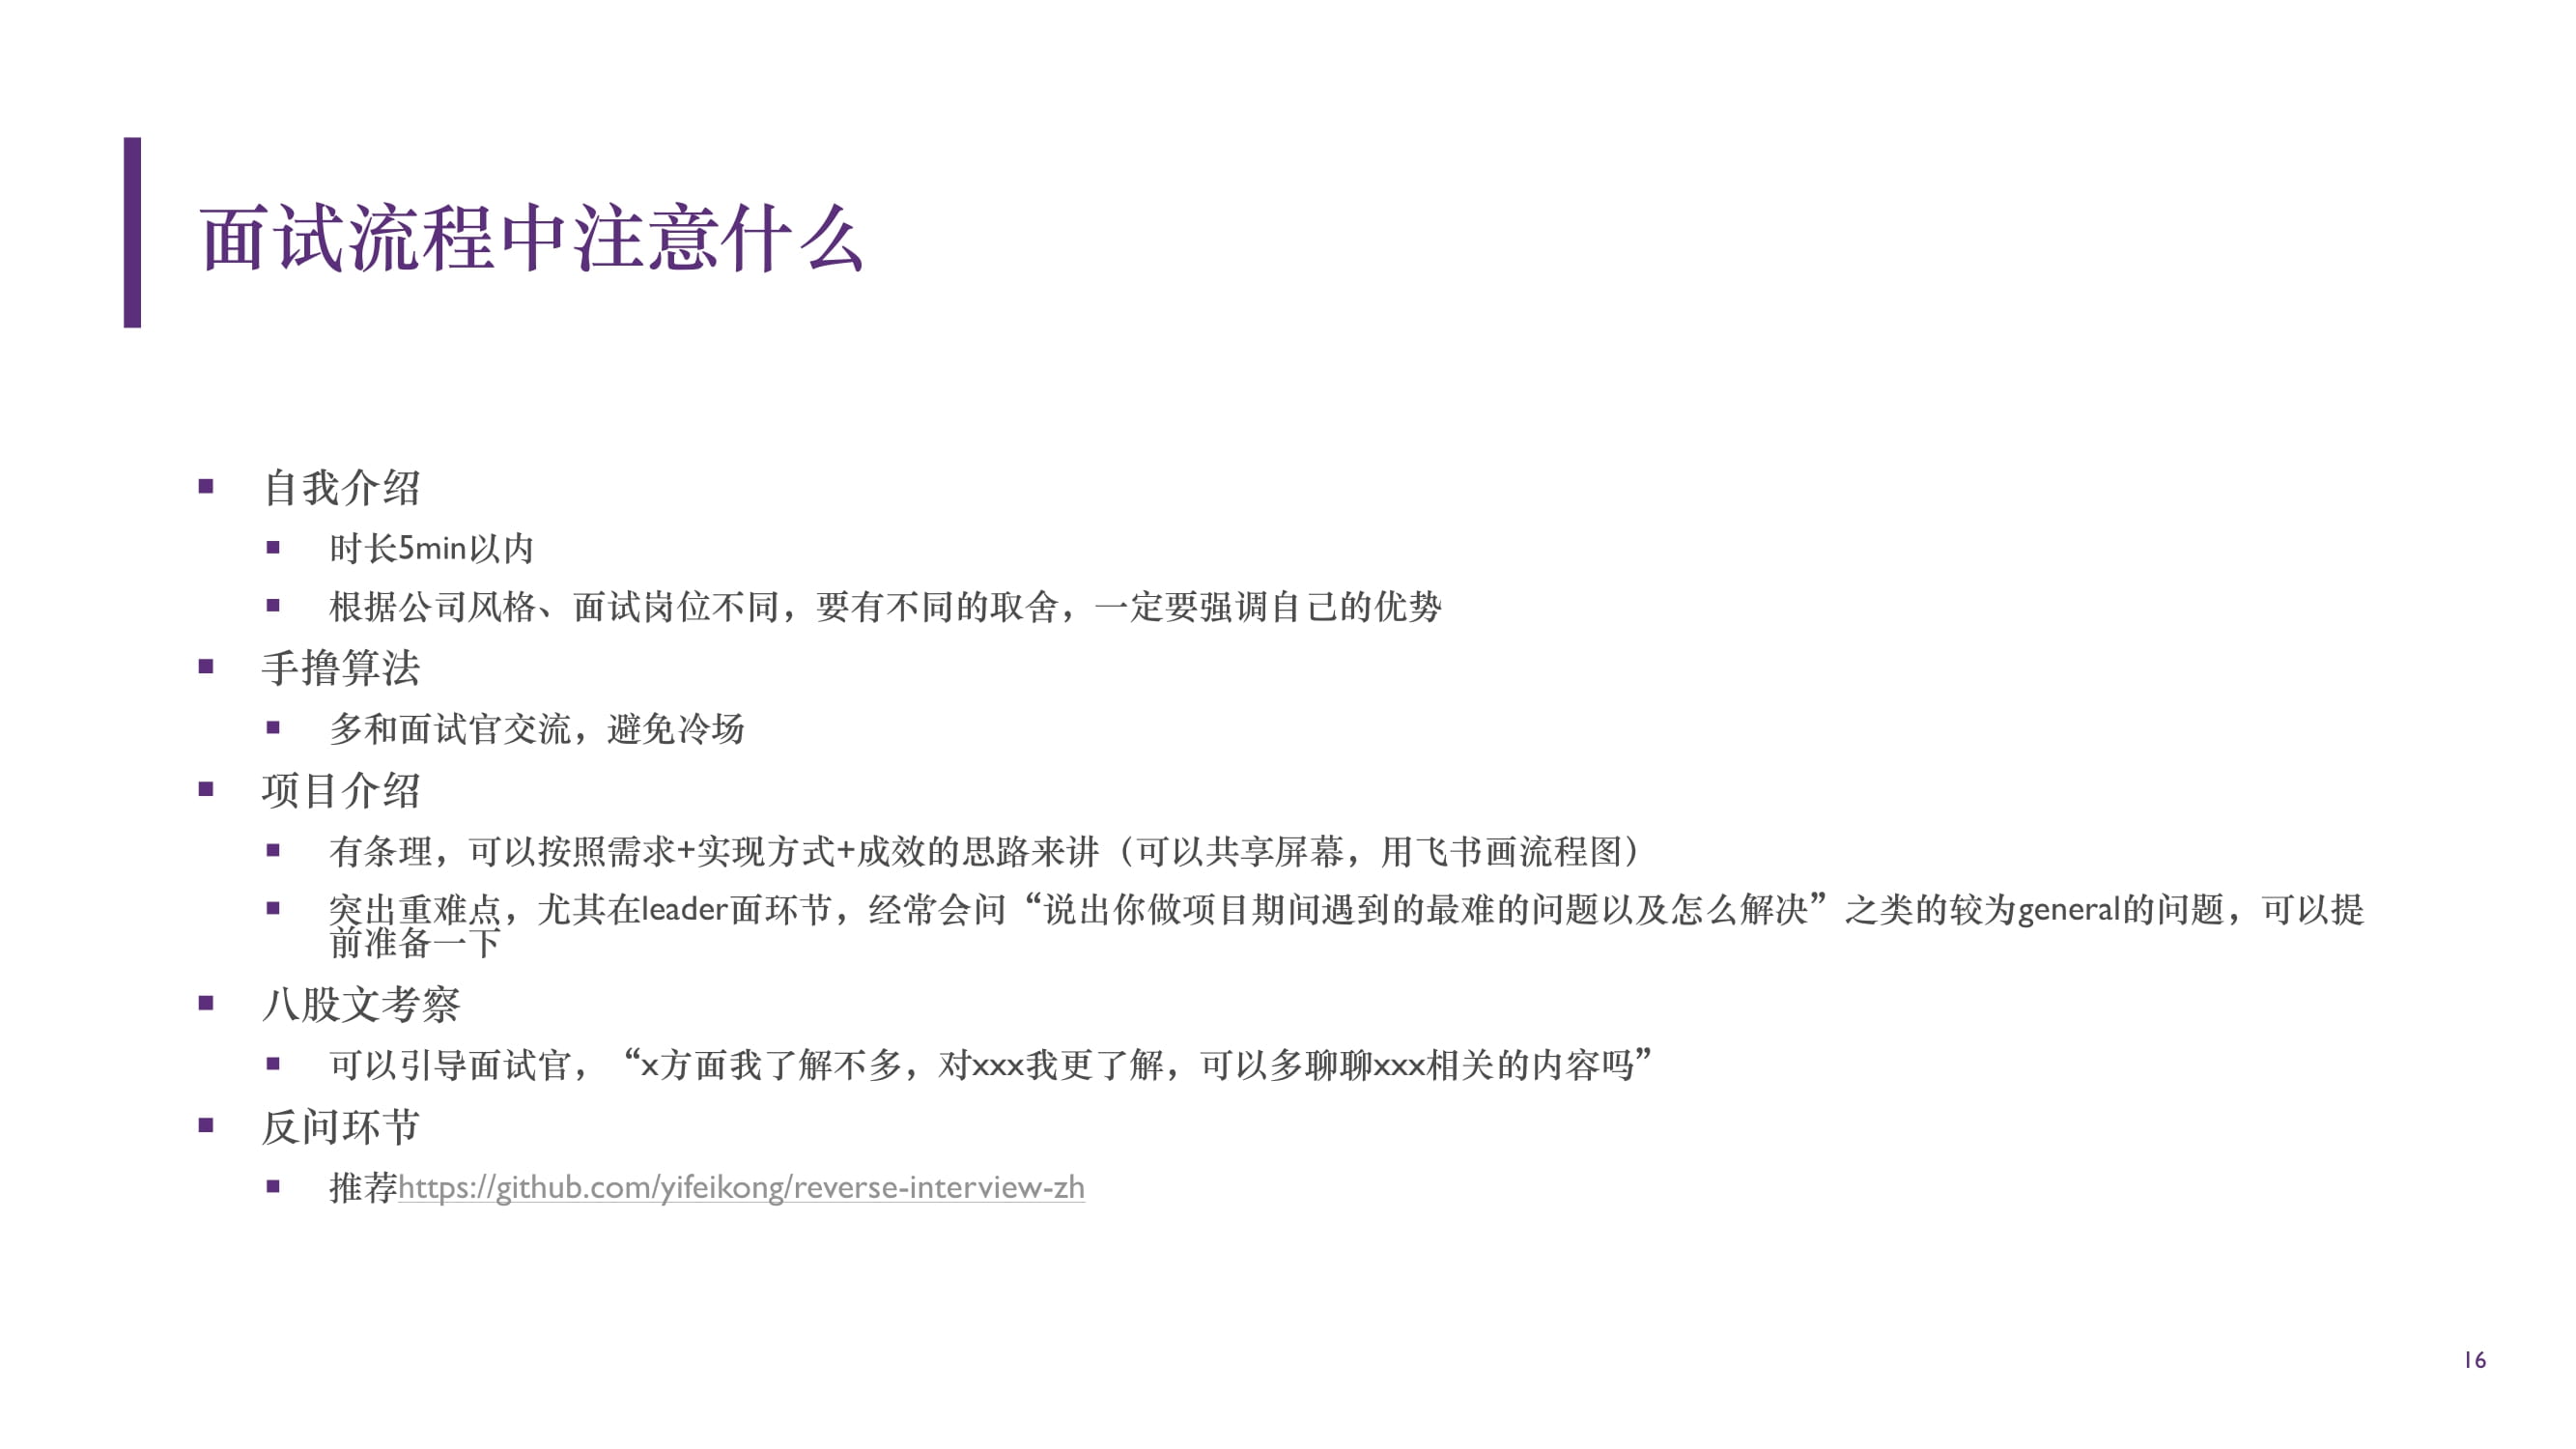 面试流程中注意什么
自我介绍
时长5min以内
根据公司风格、面试岗位不同，要有不同的取舍，一定要强调自己的优势
手撸算法
多和面试官交流，避免冷场
项目介绍
有条理，可以按照需求+实现方式+成效的思路来讲（可以共享屏幕，用飞书画流程图）
突出重难点，尤其在leader面环节，经常会问“说出你做项目期间遇到的最难的问题以及怎么解决”之类的较为general的问题，可以提
前准备一下
八股文考察
可以引导面试官，“x方面我了解不多，对xxx我更了解，可以多聊聊xxx相关的内容吗”
反问环节
推荐https://github.com/yifeikong/reverse-interview-zh
16